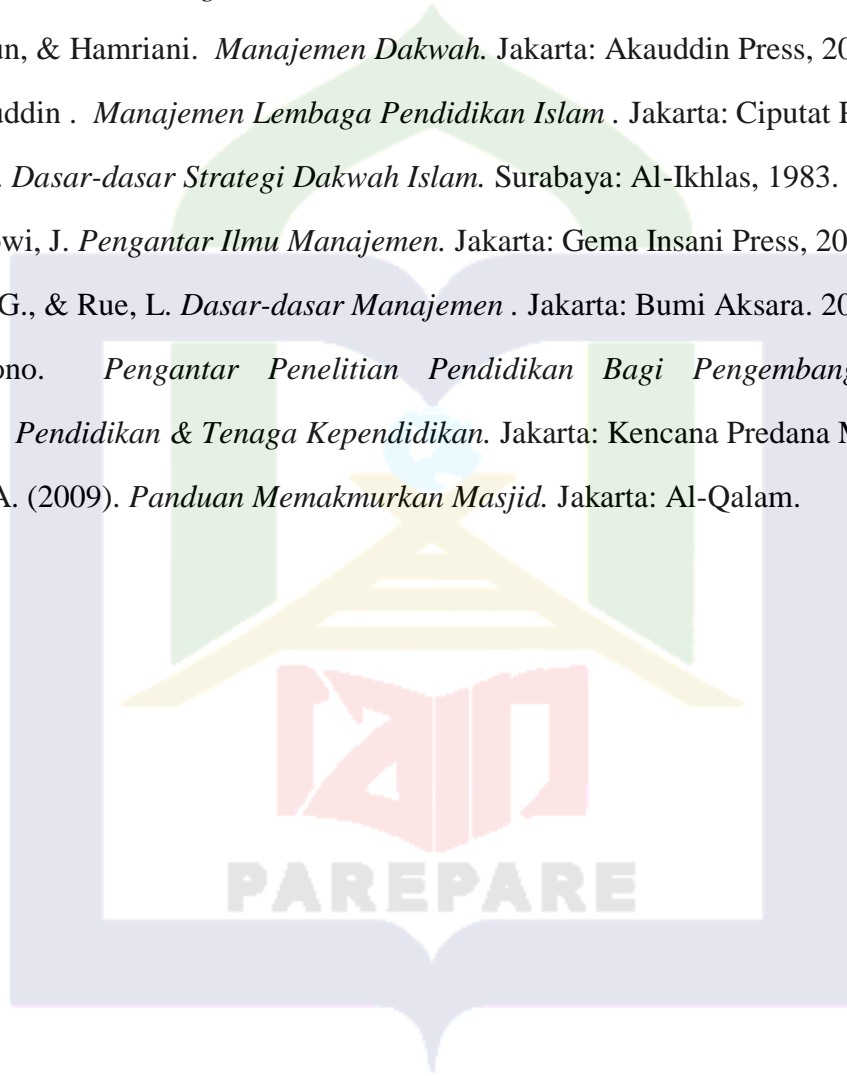 un, & Hamriani. Manajemen Dakwah. Jakarta: Akauddin Press, 20
uddin . Manajemen Lembaga Pendidikan Islam . Jakarta: Ciputat P
. Dasar-dasar Strategi Dakwah Islam. Surabaya: Al-Ikhlas, 1983.
owi, J. Pengantar Ilmu Manajemen. Jakarta: Gema Insani Press, 20
G., & Rue, L. Dasar-dasar Manajemen . Jakarta: Bumi Aksara. 20
ono. Pengantar Penelitian Pendidikan Bagi Pengembang
Pendidikan & Tenaga Kependidikan. Jakarta: Kencana Predana M
A. (2009). Panduan Memakmurkan Masjid. Jakarta: Al-Qalam.
iain
PAREPARE